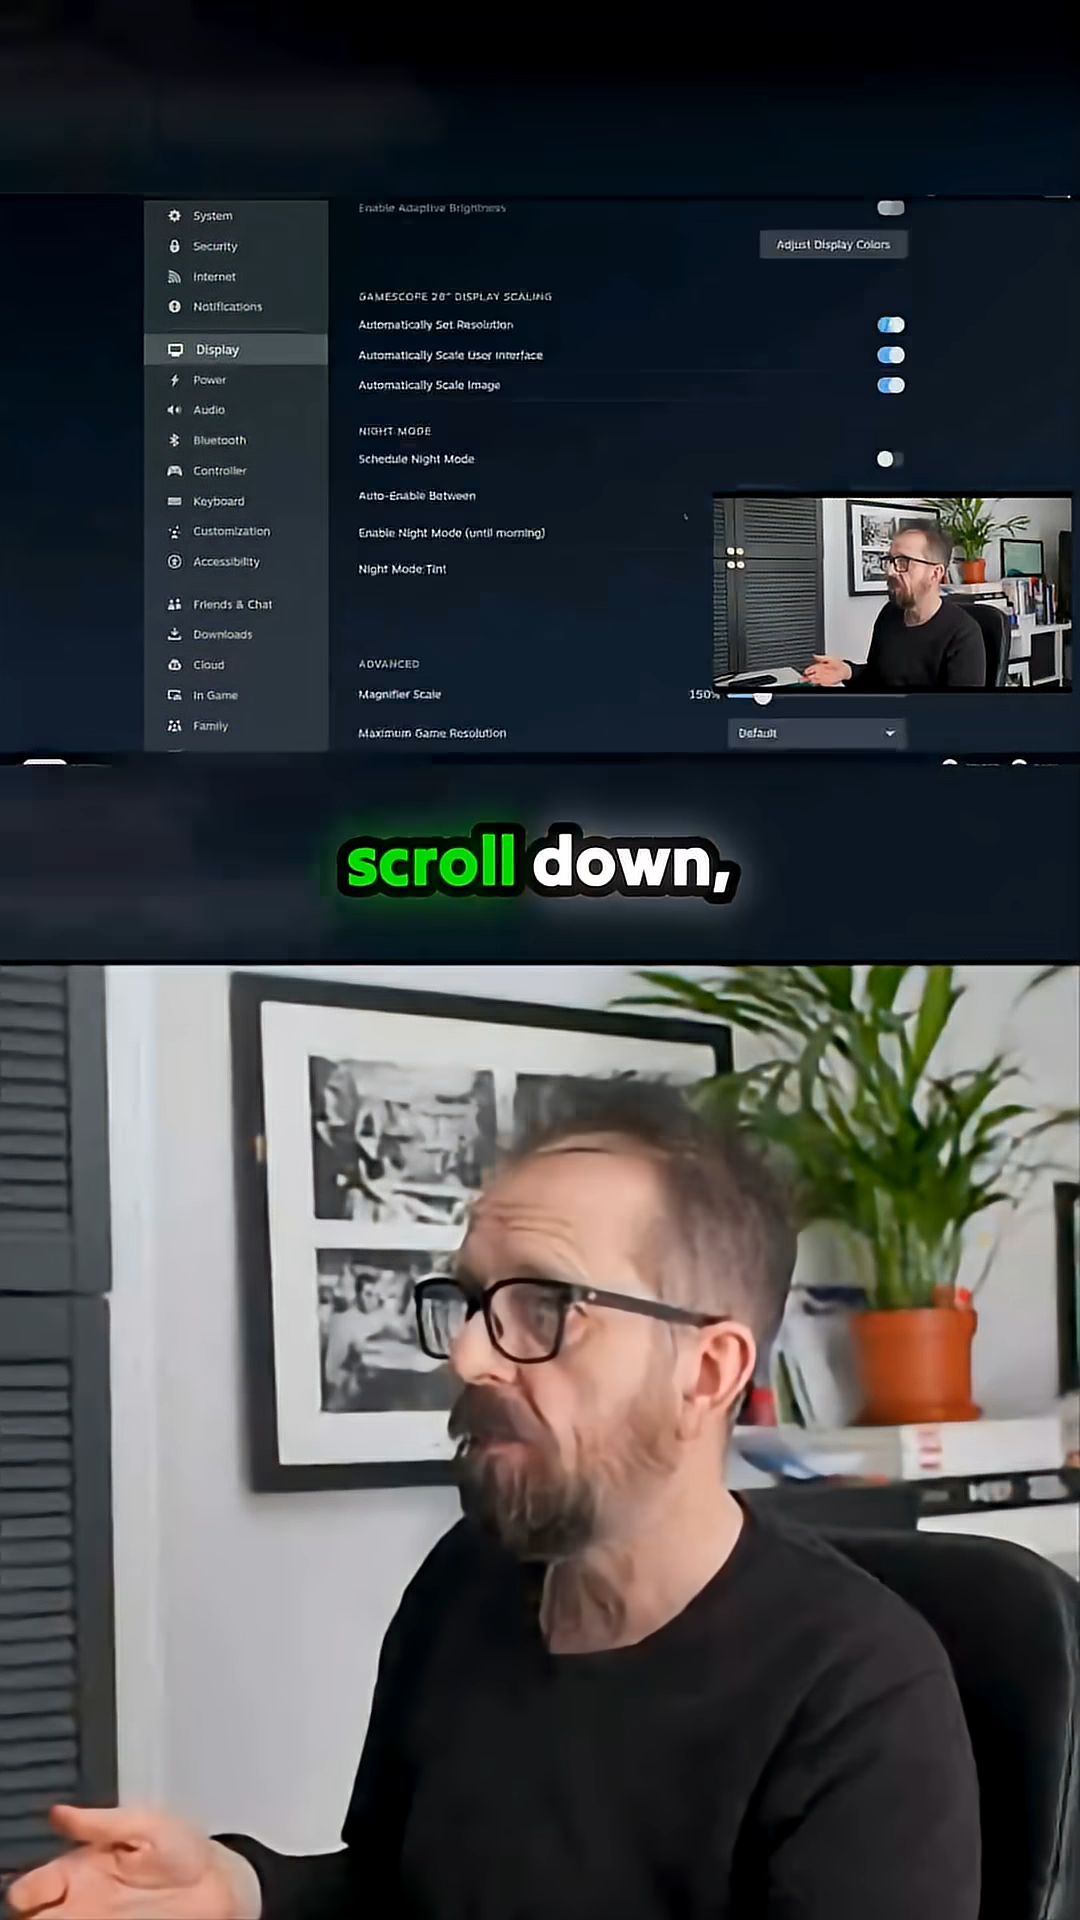 System
Security
Internet
Notifications
Display
Power
Audio
Bluetooth
Controller
Keyboard
Customization
Accessibility
Friends & Chat
Downloads
Cloud
In Game
Family
Enable Adaptive Brightness
Adjust Display Colors
GAMESCOPE 28" DISPLAY SCALING
Automatically Set Resolution
Automatically Scale User Interface
Automatically Scale Image
NIGHT MODE
Schedule Night Mode
Auto-Enable Between
Enable Night Mode (until morning)
Night Mode Tint
ADVANCED
Magnifier Scale
150%
Maximum Game Resolution
Default
scroll down,